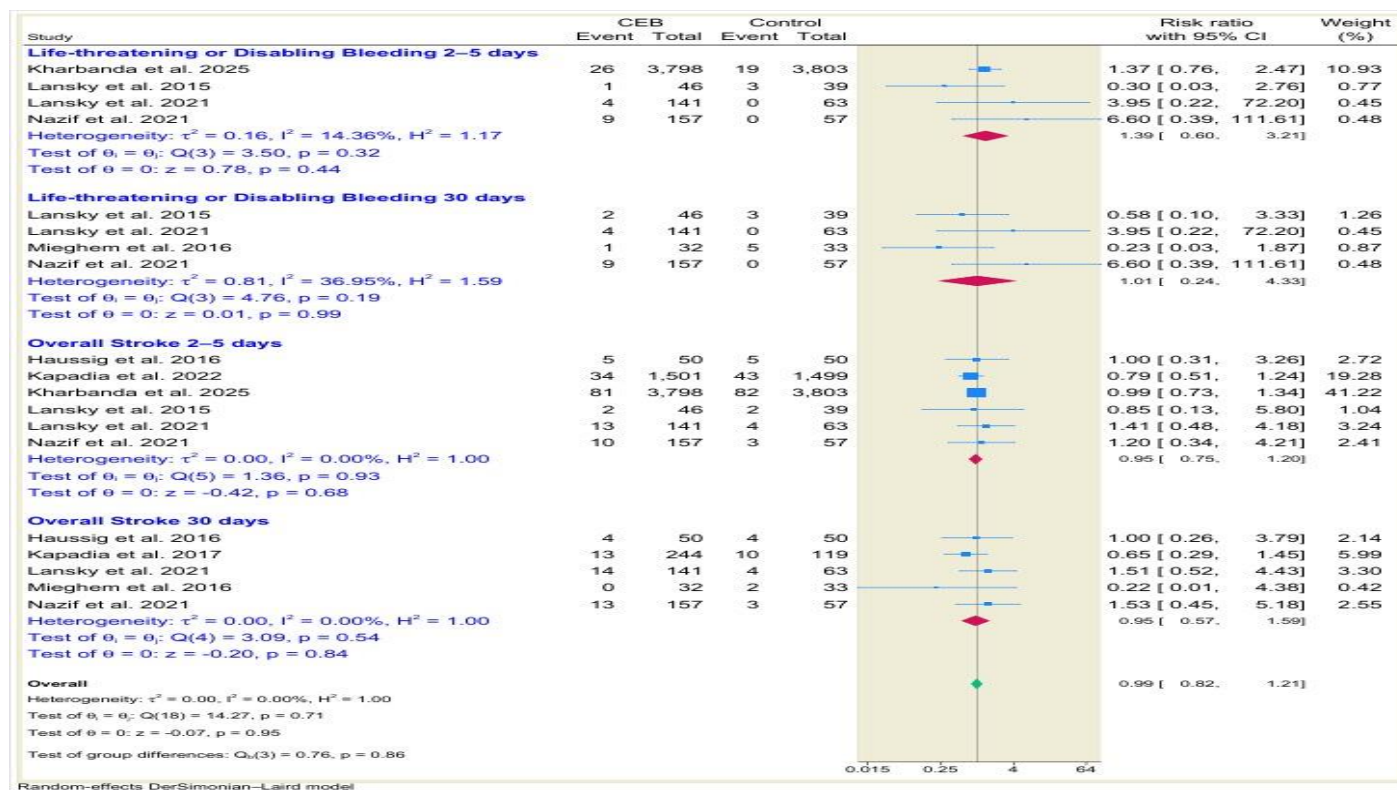 CEB Control Risk ratio Weight
Study Event Total Event Total with 95% CI (%)
Life-threatening or Disabling Bleeding 2–5 days
Kharbanda et al. 2025 26 3,798 19 3,803 1.37 [ 0.76, 2.47] 10.93
Lansky et al. 2015 1 46 3 39 0.30 [ 0.03, 2.76] 0.77
Lansky et al. 2021 4 141 0 63 3.95 [ 0.22, 72.20] 0.45
Nazif et al. 2021 9 157 0 57 6.60 [ 0.39, 111.61] 0.48
Heterogeneity: τ² = 0.16, I² = 14.36%, H² = 1.17 1.39 [ 0.60, 3.21]
Test of θᵢ = θⱼ: Q(3) = 3.50, p = 0.32
Test of θ = 0: z = 0.78, p = 0.44
Life-threatening or Disabling Bleeding 30 days
Lansky et al. 2015 2 46 3 39 0.58 [ 0.10, 3.33] 1.26
Lansky et al. 2021 4 141 0 63 3.95 [ 0.22, 72.20] 0.45
Mieghem et al. 2016 1 32 5 33 0.23 [ 0.03, 1.87] 0.87
Nazif et al. 2021 9 157 0 57 6.60 [ 0.39, 111.61] 0.48
Heterogeneity: τ² = 0.81, I² = 36.95%, H² = 1.59 1.01 [ 0.24, 4.33]
Test of θᵢ = θⱼ: Q(3) = 4.76, p = 0.19
Test of θ = 0: z = 0.01, p = 0.99
Overall Stroke 2–5 days
Haussig et al. 2016 5 50 5 50 1.00 [ 0.31, 3.26] 2.72
Kapadia et al. 2022 34 1,501 43 1,499 0.79 [ 0.51, 1.24] 19.28
Kharbanda et al. 2025 81 3,798 82 3,803 0.99 [ 0.73, 1.34] 41.22
Lansky et al. 2015 2 46 2 39 0.85 [ 0.13, 5.80] 1.04
Lansky et al. 2021 13 141 4 63 1.41 [ 0.48, 4.18] 3.24
Nazif et al. 2021 10 157 3 57 1.20 [ 0.34, 4.21] 2.41
Heterogeneity: τ² = 0.00, I² = 0.00%, H² = 1.00 0.95 [ 0.75, 1.20]
Test of θᵢ = θⱼ: Q(5) = 1.36, p = 0.93
Test of θ = 0: z = -0.42, p = 0.68
Overall Stroke 30 days
Haussig et al. 2016 4 50 4 50 1.00 [ 0.26, 3.79] 2.14
Kapadia et al. 2017 13 244 10 119 0.65 [ 0.29, 1.45] 5.99
Lansky et al. 2021 14 141 4 63 1.51 [ 0.52, 4.43] 3.30
Mieghem et al. 2016 0 32 2 33 0.22 [ 0.01, 4.38] 0.42
Nazif et al. 2021 13 157 3 57 1.53 [ 0.45, 5.18] 2.55
Heterogeneity: τ² = 0.00, I² = 0.00%, H² = 1.00 0.95 [ 0.57, 1.59]
Test of θᵢ = θⱼ: Q(4) = 3.09, p = 0.54
Test of θ = 0: z = -0.20, p = 0.84
Overall 0.99 [ 0.82, 1.21]
Heterogeneity: τ² = 0.00, I² = 0.00%, H² = 1.00
Test of θᵢ = θⱼ: Q(18) = 14.27, p = 0.71
Test of θ = 0: z = -0.07, p = 0.95
Test of group differences: Q_b(3) = 0.76, p = 0.86
0.015 0.25 4 64
Random-effects DerSimonian–Laird model